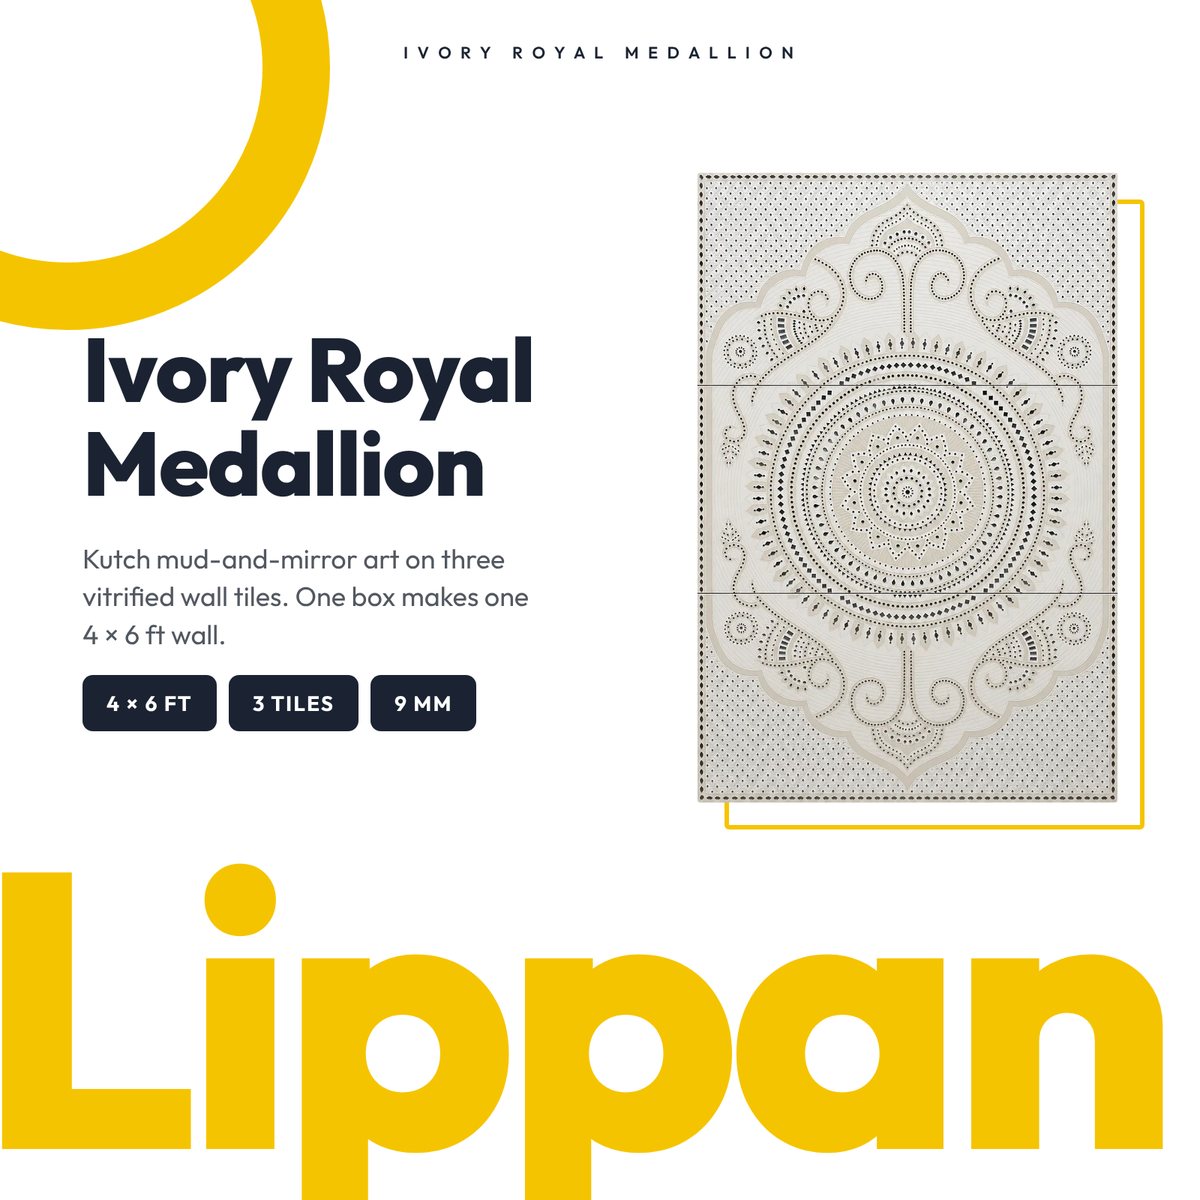 IVORY ROYAL MEDALLION
Ivory Royal
Medallion
Kutch mud-and-mirror art on three
vitrified wall tiles. One box makes one
4 × 6 ft wall.
4 × 6 FT
3 TILES
9 MM
Lippan